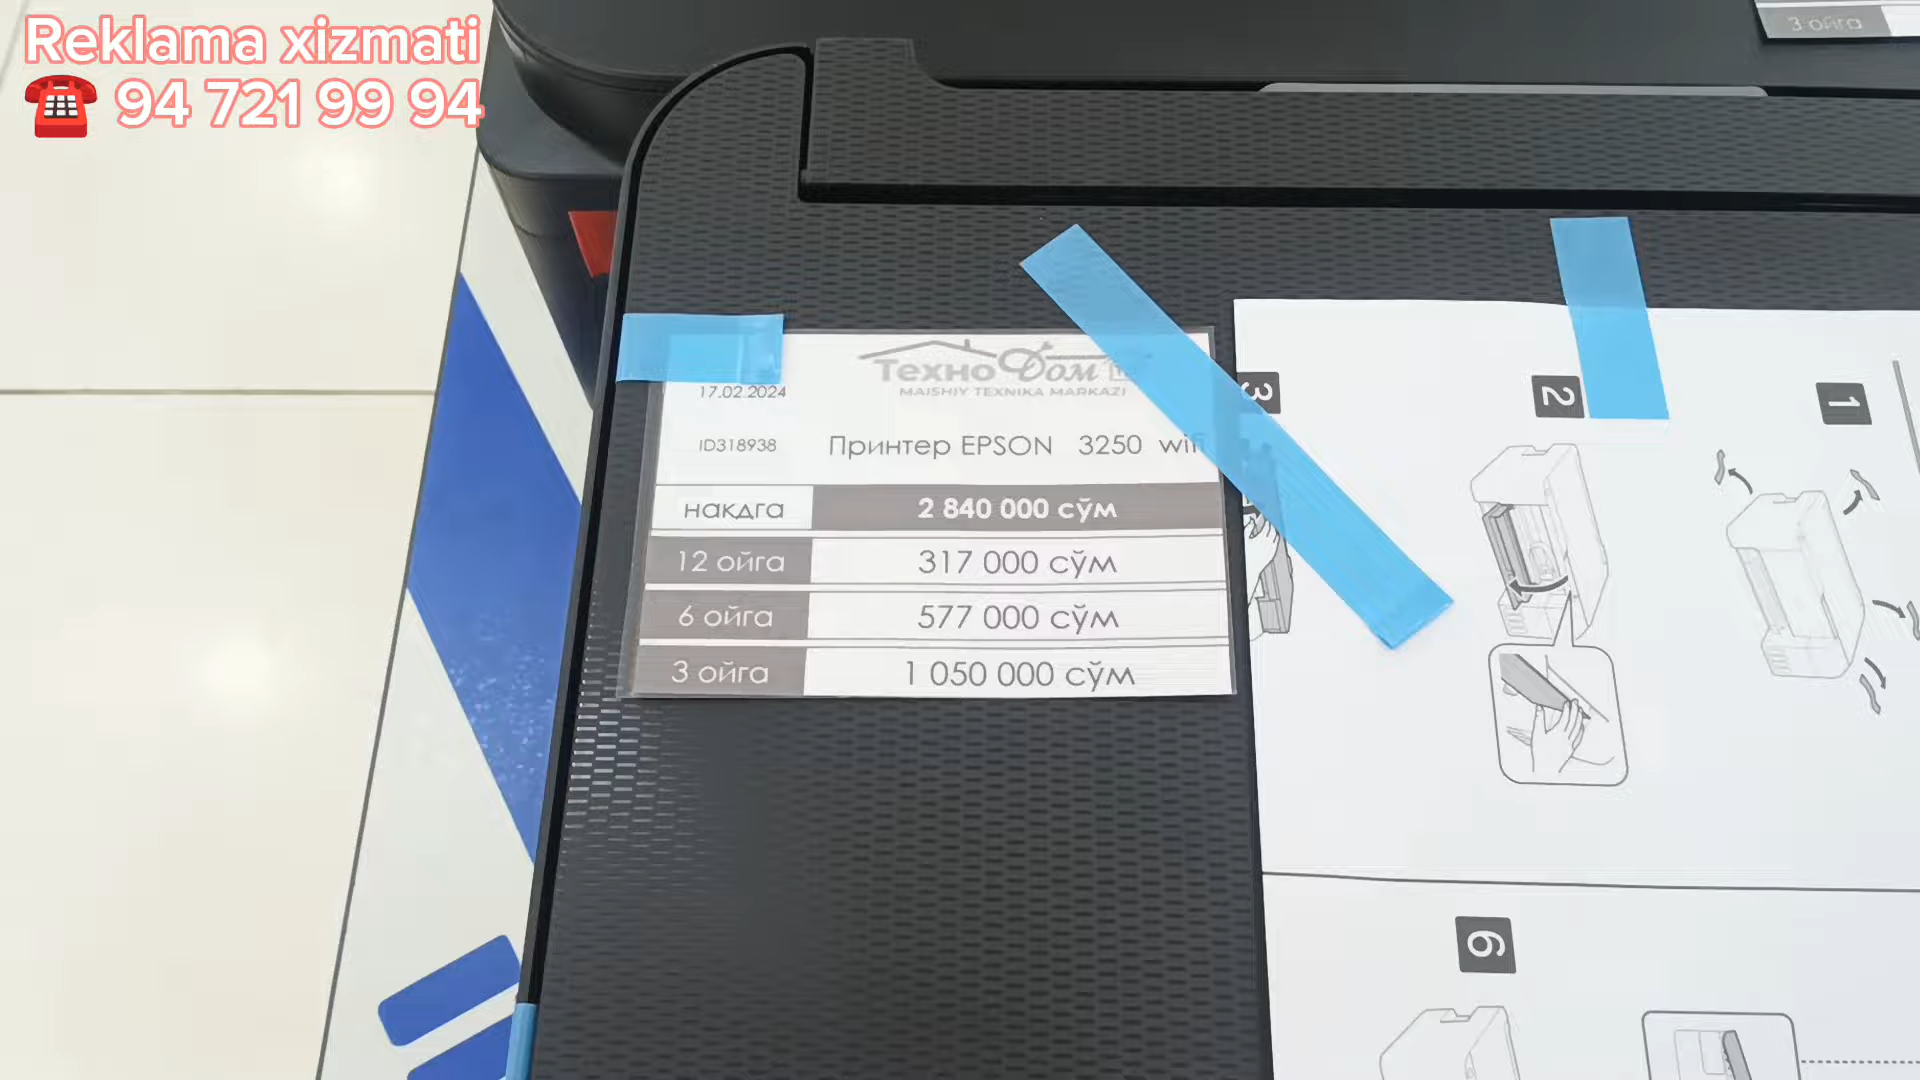 Reklama xizmati
☎ 94 721 99 94
3 ойга
ТехноДом
MAISHIY TEXNIKA MARKAZI
17.02.2024
ID318938 Принтер EPSON 3250 wifi
накдга 2 840 000 сўм
12 ойга 317 000 сўм
6 ойга 577 000 сўм
3 ойга 1 050 000 сўм
3 2 1
6